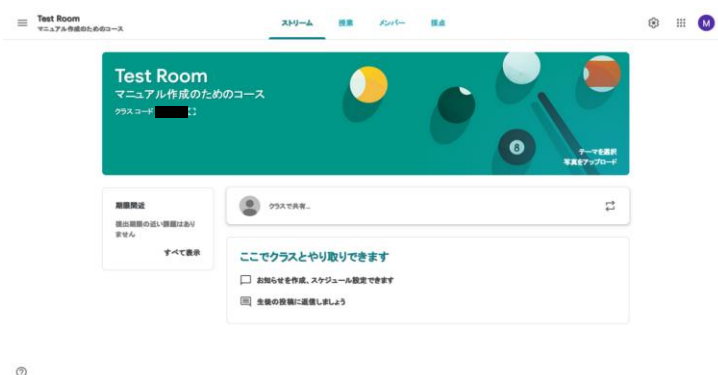 Test Room
マニュアル作成のためのコース
ストリーム 授業 メンバー 採点
M
Test Room
マニュアル作成のためのコース
クラス コード
8
テーマを選択
写真をアップロード
期限間近
提出期限の近い課題はあり
ません
すべて表示
クラスで共有...
ここでクラスとやり取りできます
お知らせを作成、スケジュール設定できます
生徒の投稿に返信しましょう